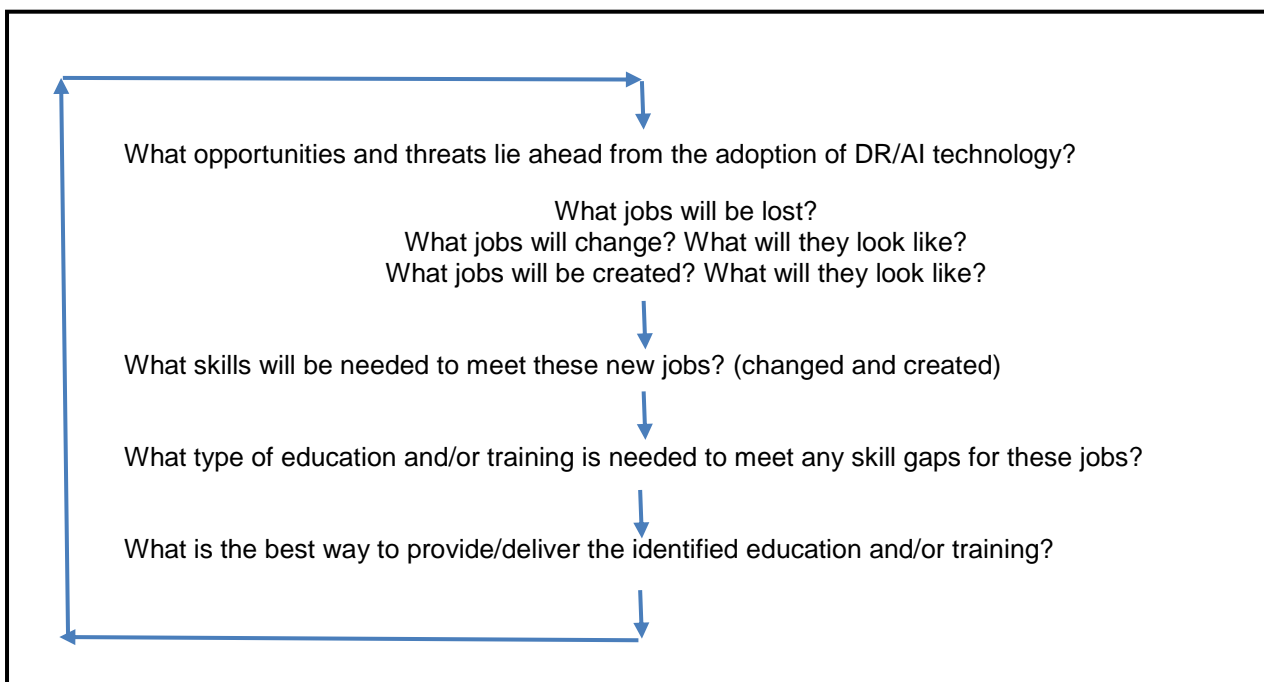 What opportunities and threats lie ahead from the adoption of DR/AI technology?
What jobs will be lost?
What jobs will change? What will they look like?
What jobs will be created? What will they look like?
What skills will be needed to meet these new jobs? (changed and created)
What type of education and/or training is needed to meet any skill gaps for these jobs?
What is the best way to provide/deliver the identified education and/or training?